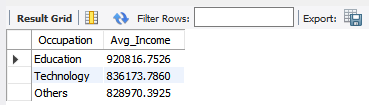 Result Grid Filter Rows: Export:
Occupation Avg_Income
Education 920816.7526
Technology 836173.7860
Others 828970.3925